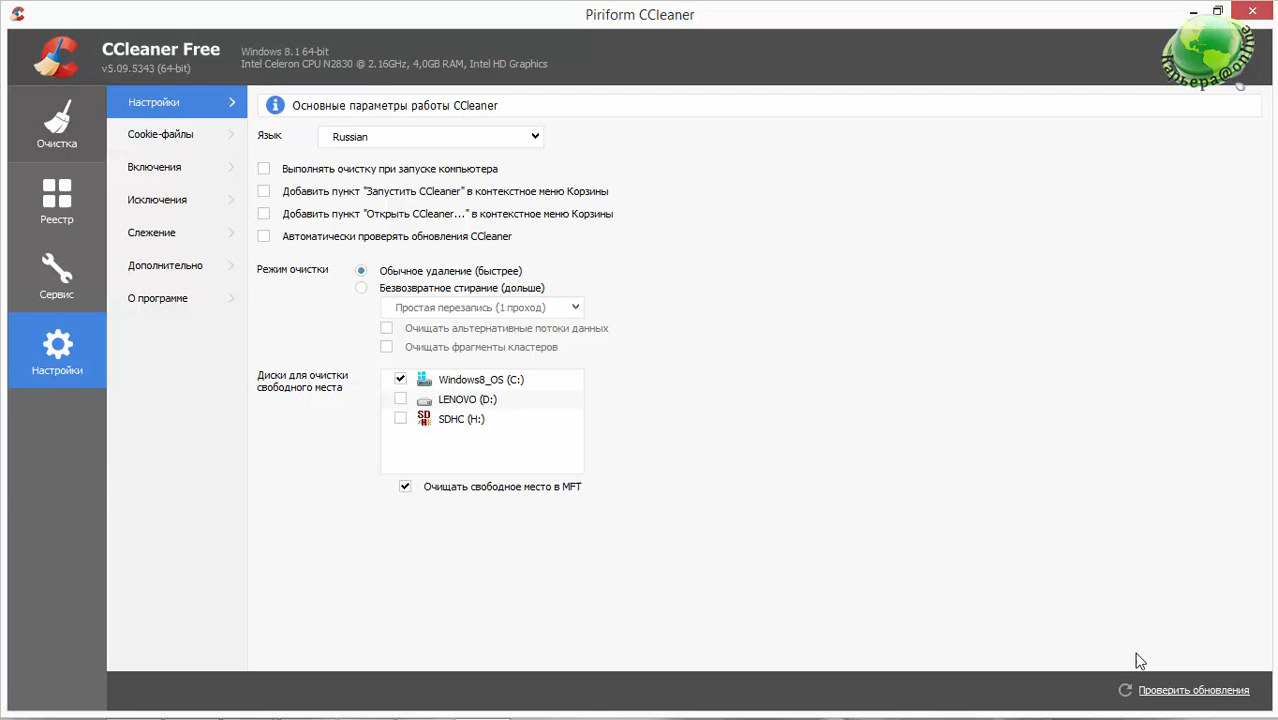 Piriform CCleaner
CCleaner Free
v5.09.5343 (64-bit)
Windows 8.1 64-bit
Intel Celeron CPU N2830 @ 2.16GHz, 4,0GB RAM, Intel HD Graphics
Карьера@online
Очистка
Реестр
Сервис
Настройки
Настройки
Cookie-файлы
Включения
Исключения
Слежение
Дополнительно
О программе
Основные параметры работы CCleaner
Язык
Russian
Выполнять очистку при запуске компьютера
Добавить пункт "Запустить CCleaner" в контекстное меню Корзины
Добавить пункт "Открыть CCleaner..." в контекстное меню Корзины
Автоматически проверять обновления CCleaner
Режим очистки
Обычное удаление (быстрее)
Безвозвратное стирание (дольше)
Простая перезапись (1 проход)
Очищать альтернативные потоки данных
Очищать фрагменты кластеров
Диски для очистки
свободного места
Windows8_OS (C:)
LENOVO (D:)
SD
SDHC (H:)
Очищать свободное место в MFT
Проверить обновления